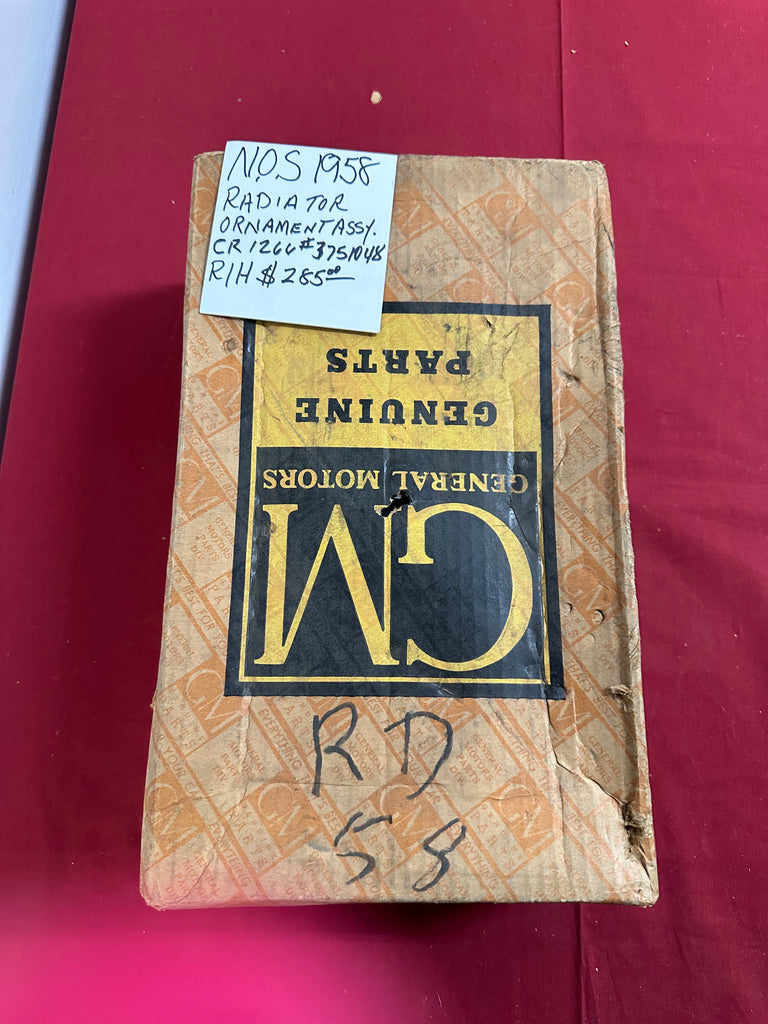 N.O.S 1958
RADIATOR
ORNAMENT ASSY.
CR 1266 #3751048
R/H $285.00
GM
GENERAL MOTORS
GENUINE
PARTS
RD
58